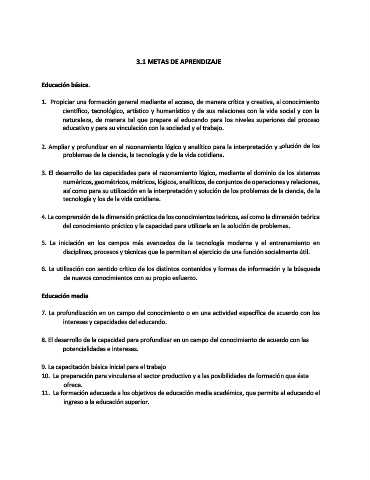 3.1 METAS DE APRENDIZAJE
Educación básica.
1. Propiciar una formación general mediante el acceso, de manera crítica y creativa, al conocimiento
científico, tecnológico, artístico y humanístico y de sus relaciones con la vida social y con la
naturaleza, de manera tal que prepare al educando para los niveles superiores del proceso
educativo y para su vinculación con la sociedad y el trabajo.
2. Ampliar y profundizar en el razonamiento lógico y analítico para la interpretación y solución de los
problemas de la ciencia, la tecnología y de la vida cotidiana.
3. El desarrollo de las capacidades para el razonamiento lógico, mediante el dominio de los sistemas
numéricos, geométricos, métricos, lógicos, analíticos, de conjuntos de operaciones y relaciones,
así como para su utilización en la interpretación y solución de los problemas de la ciencia, de la
tecnología y los de la vida cotidiana.
4. La comprensión de la dimensión práctica de los conocimientos teóricos, así como la dimensión teórica
del conocimiento práctico y la capacidad para utilizarla en la solución de problemas.
5. La iniciación en los campos más avanzados de la tecnología moderna y el entrenamiento en
disciplinas, procesos y técnicas que le permitan el ejercicio de una función socialmente útil.
6. La utilización con sentido crítico de los distintos contenidos y formas de información y la búsqueda
de nuevos conocimientos con su propio esfuerzo.
Educación media
7. La profundización en un campo del conocimiento o en una actividad específica de acuerdo con los
intereses y capacidades del educando.
8. El desarrollo de la capacidad para profundizar en un campo del conocimiento de acuerdo con las
potencialidades e intereses.
9. La capacitación básica inicial para el trabajo
10. La preparación para vincularse al sector productivo y a las posibilidades de formación que éste
ofrece.
11. La formación adecuada a los objetivos de educación media académica, que permita al educando el
ingreso a la educación superior.